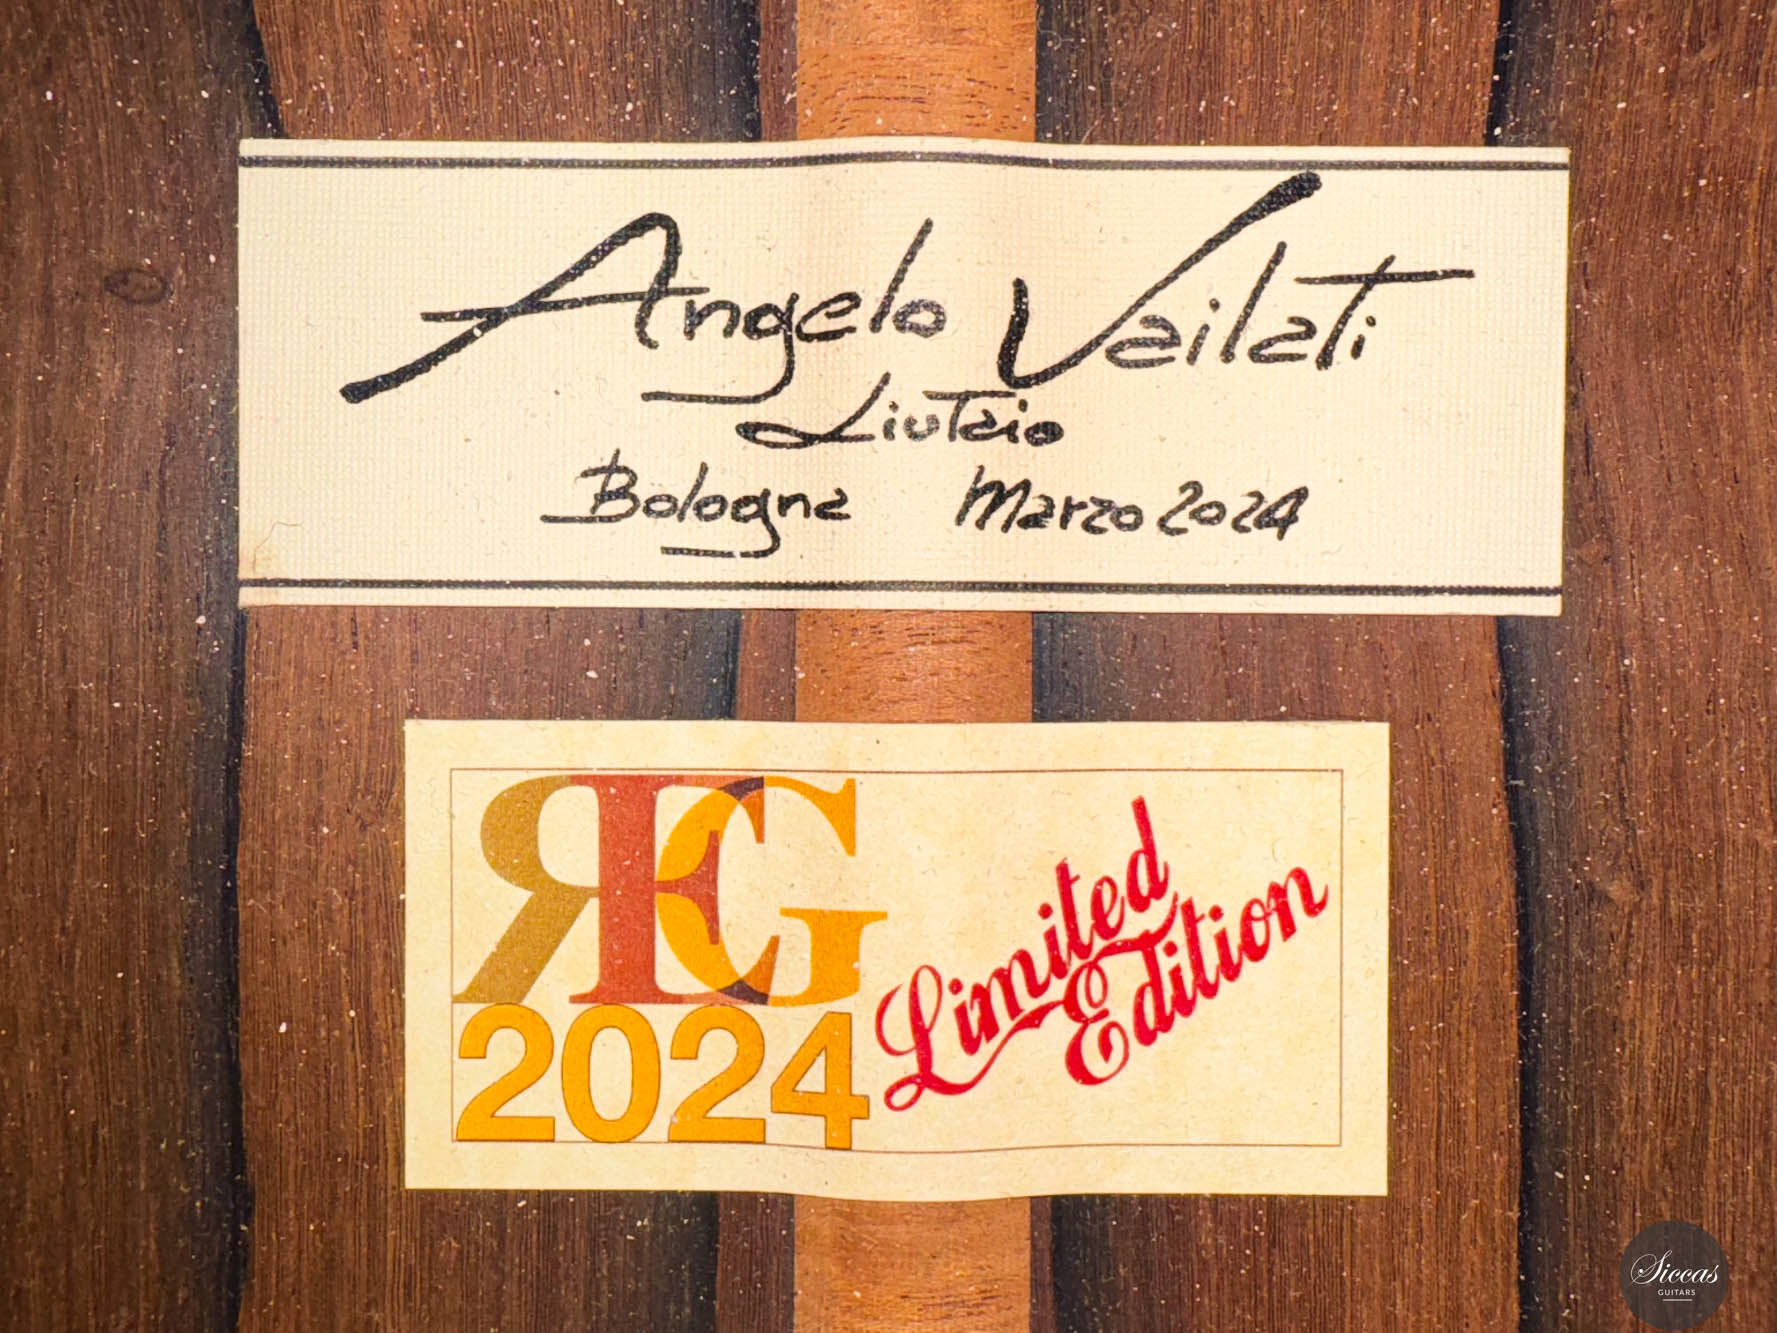 Angelo Vailati
Liutaio
Bologna Marzo 2024
REG
2024
Limited
Edition
Siccas
GUITARS